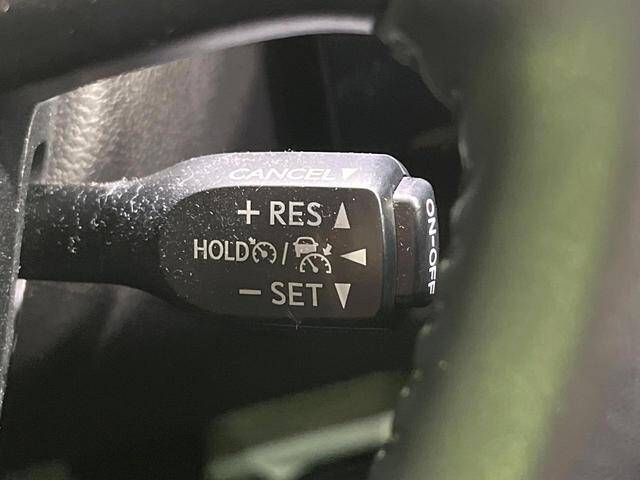 CANCEL▼
+ RES ▲
HOLD / ◀
− SET ▼
ON-OFF